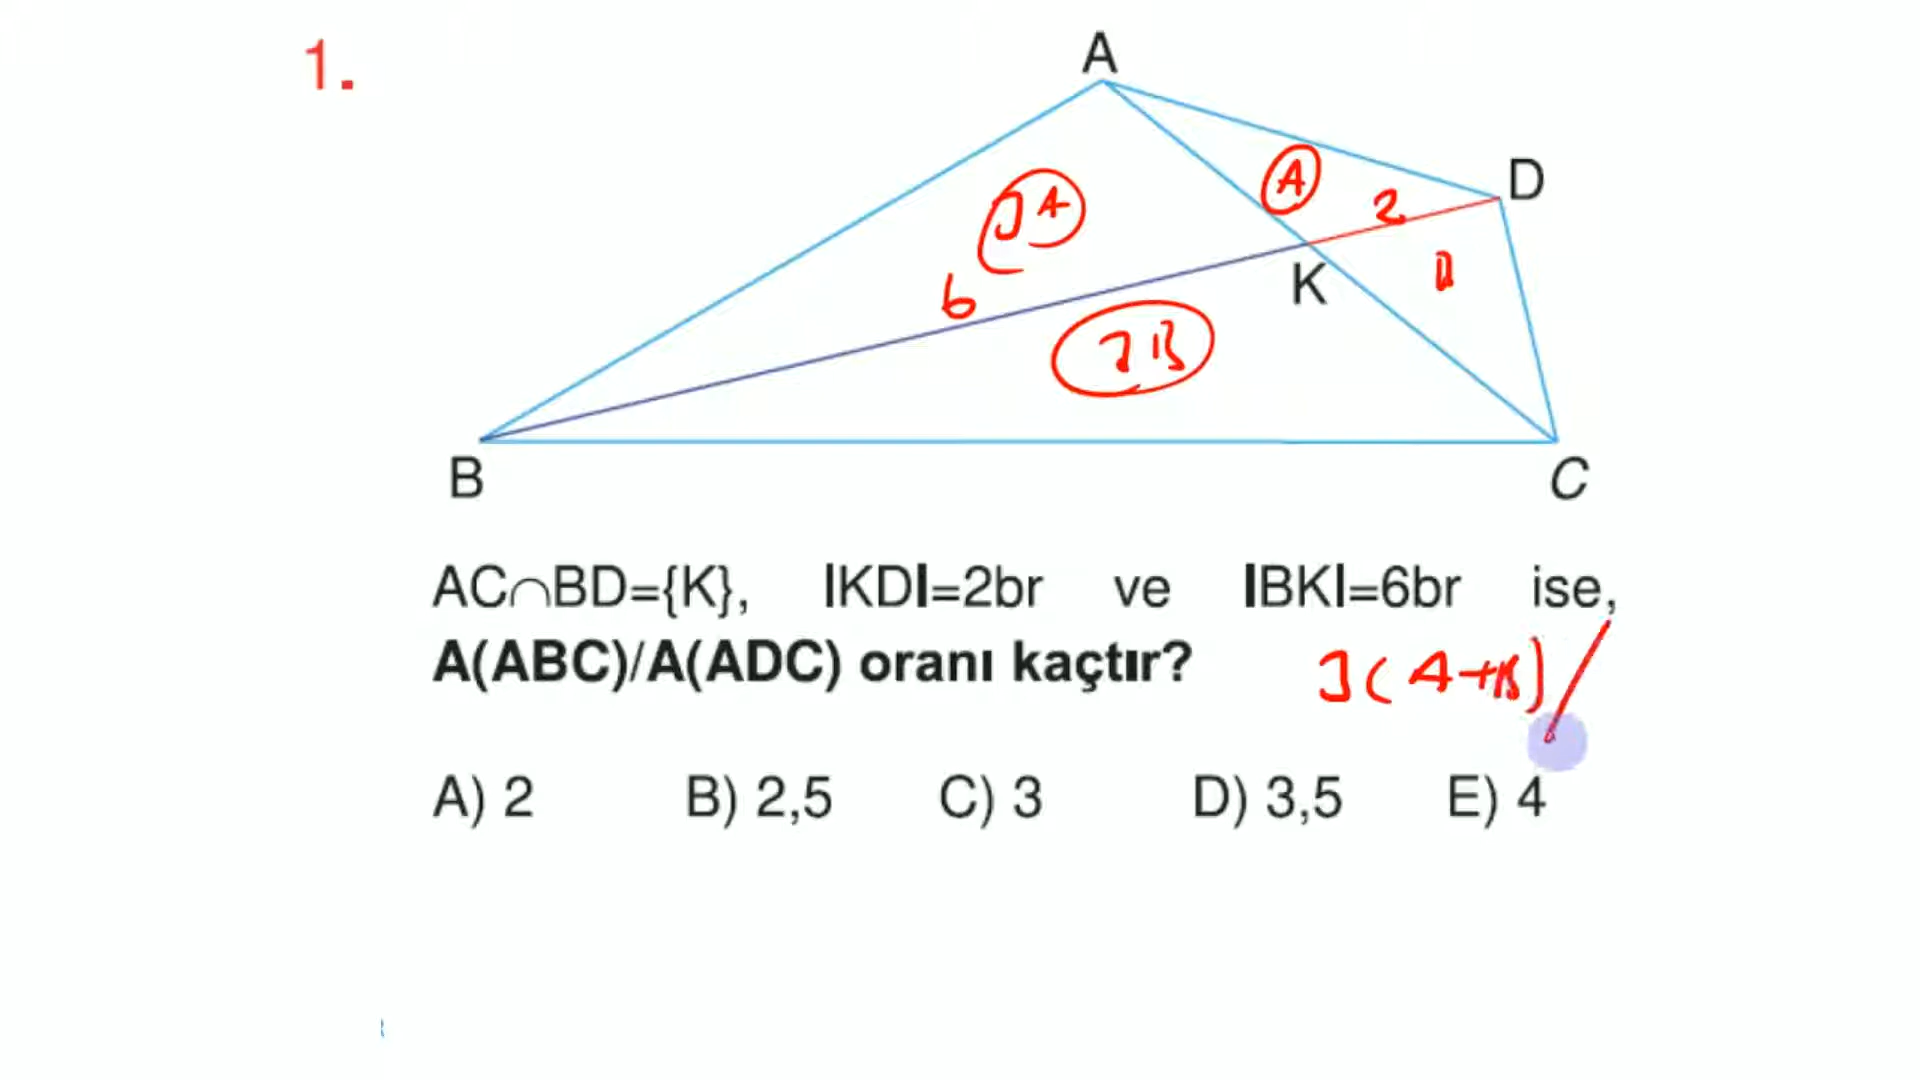 1.
A
A
D
3A
2
K
B
6
3B
B
C
AC∩BD={K}, IKDI=2br ve IBKI=6br ise,
A(ABC)/A(ADC) oranı kaçtır?
3(A+B) /
A) 2 B) 2,5 C) 3 D) 3,5 E) 4